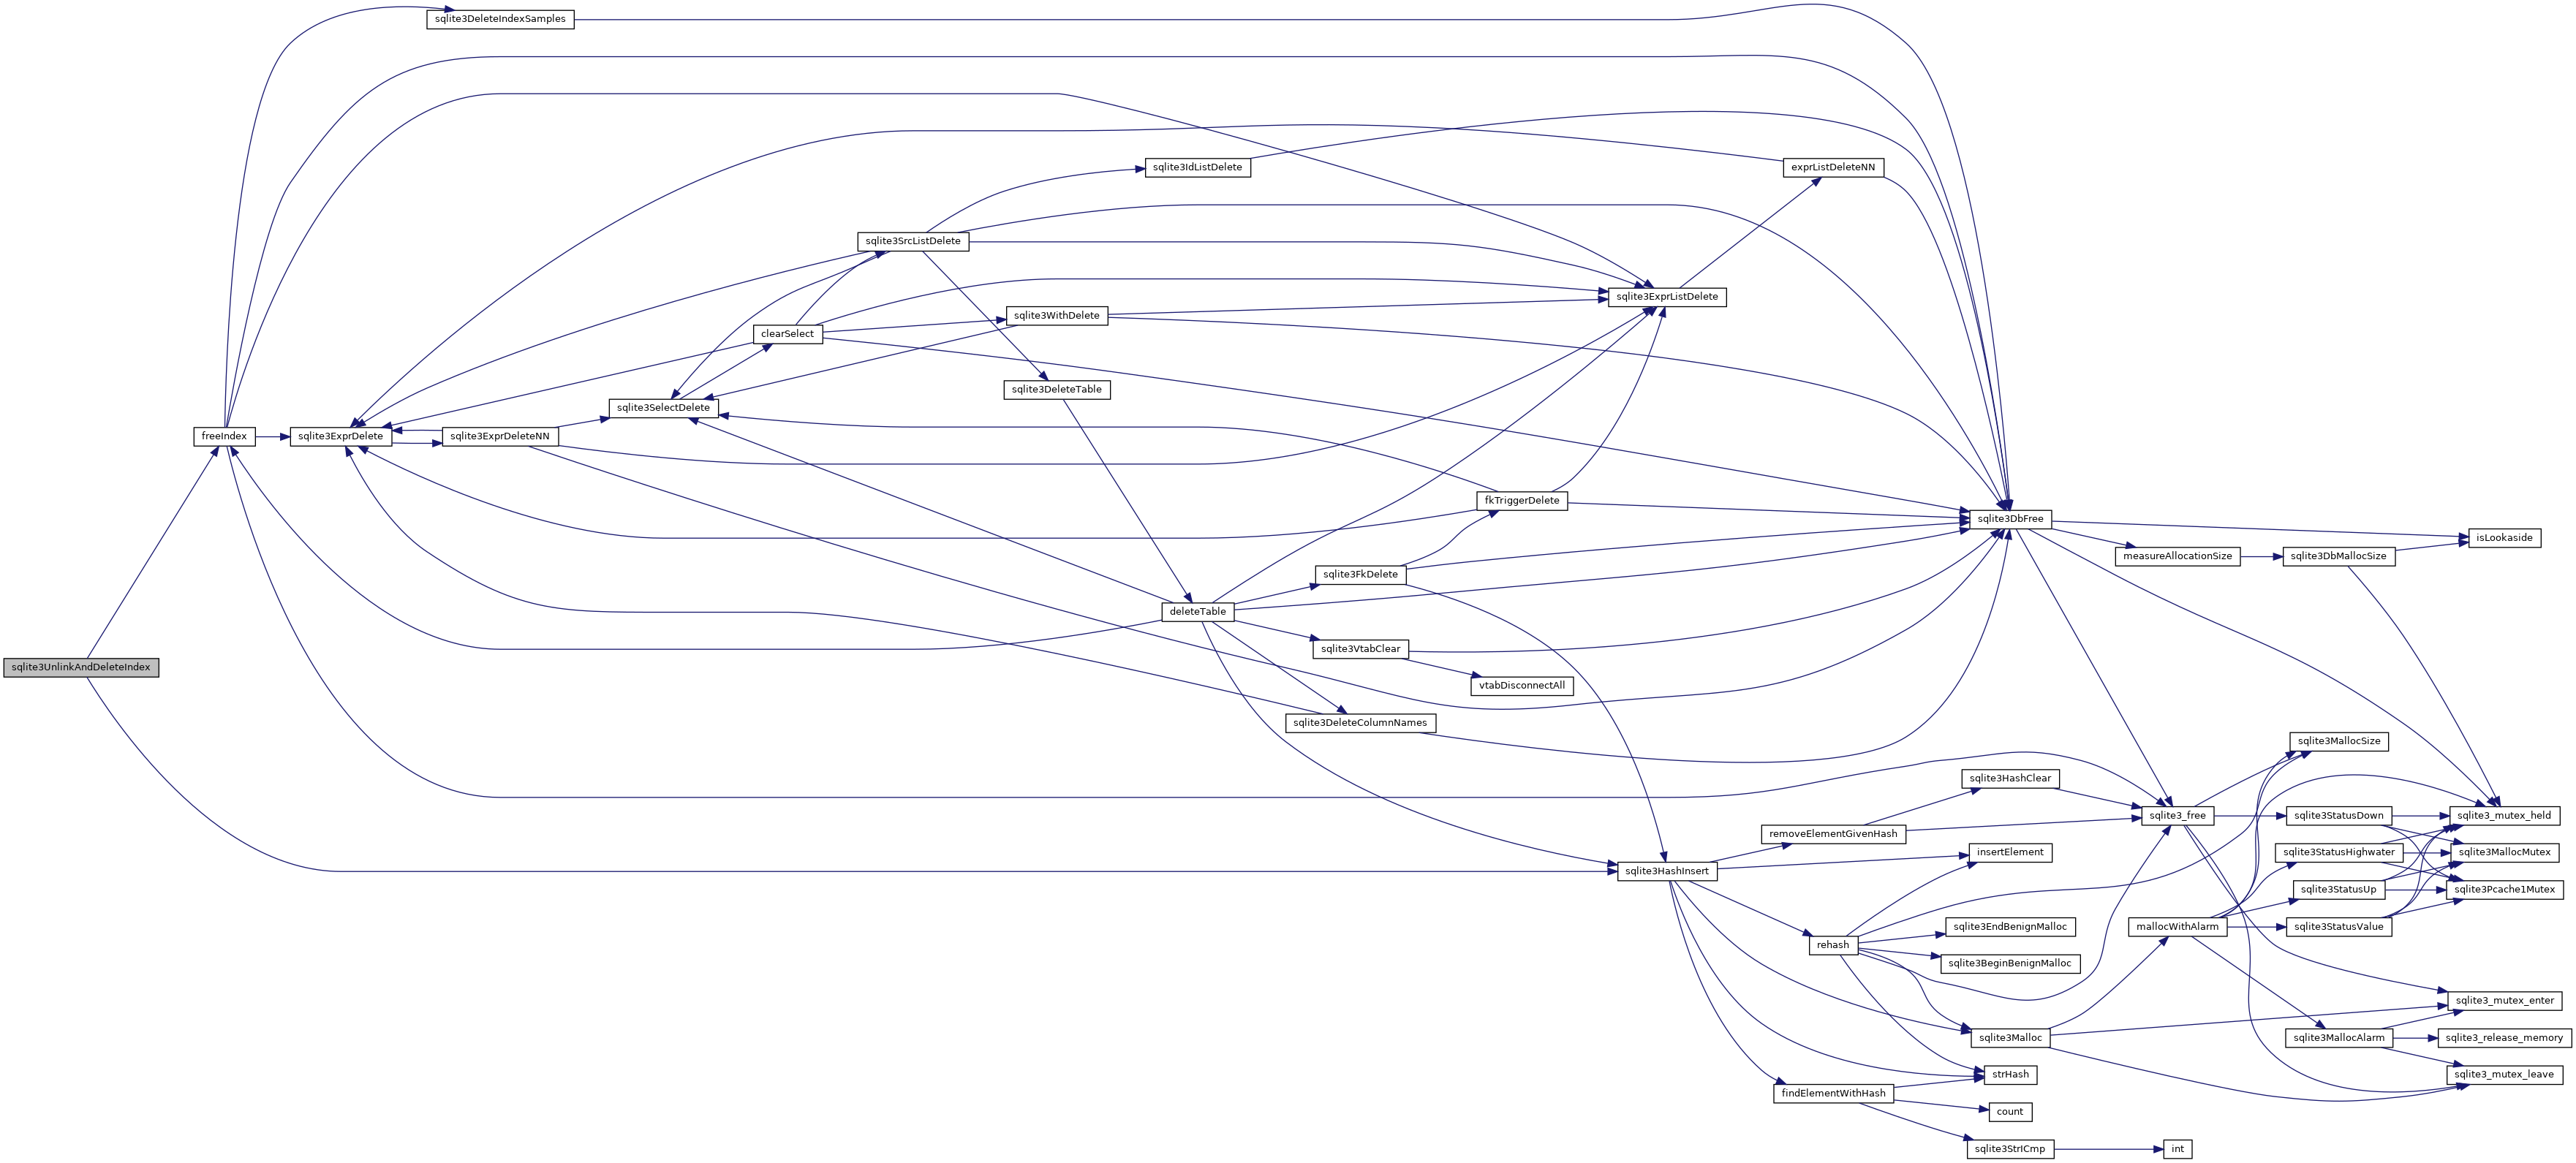 sqlite3DeleteIndexSamples
sqlite3IdListDelete
exprListDeleteNN
sqlite3SrcListDelete
sqlite3ExprListDelete
sqlite3WithDelete
clearSelect
sqlite3DeleteTable
sqlite3SelectDelete
freeIndex
sqlite3ExprDelete
sqlite3ExprDeleteNN
fkTriggerDelete
sqlite3DbFree
isLookaside
measureAllocationSize
sqlite3DbMallocSize
sqlite3FkDelete
deleteTable
sqlite3VtabClear
sqlite3UnlinkAndDeleteIndex
vtabDisconnectAll
sqlite3DeleteColumnNames
sqlite3MallocSize
sqlite3HashClear
sqlite3_free
sqlite3StatusDown
sqlite3_mutex_held
removeElementGivenHash
insertElement
sqlite3StatusHighwater
sqlite3MallocMutex
sqlite3HashInsert
sqlite3StatusUp
sqlite3Pcache1Mutex
sqlite3EndBenignMalloc
mallocWithAlarm
sqlite3StatusValue
rehash
sqlite3BeginBenignMalloc
sqlite3_mutex_enter
sqlite3Malloc
sqlite3MallocAlarm
sqlite3_release_memory
strHash
sqlite3_mutex_leave
findElementWithHash
count
sqlite3StrICmp
int